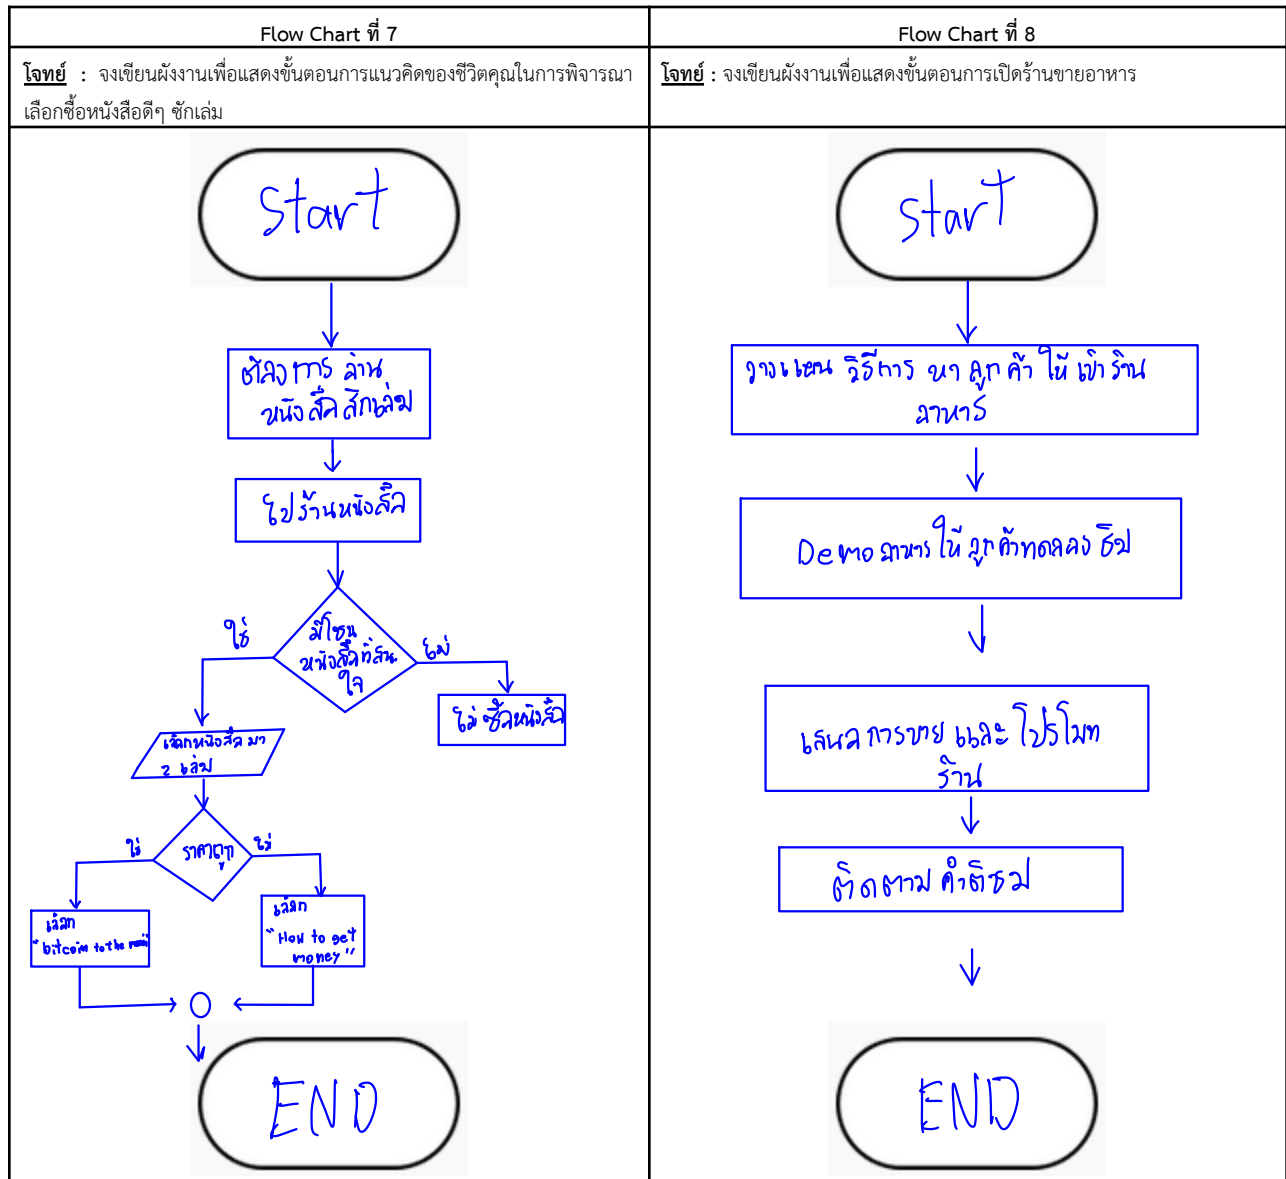 Flow Chart ที่ 7
โจทย์ : จงเขียนผังงานเพื่อแสดงขั้นตอนการแนวคิดของชีวิตคุณในการพิจารณา
เลือกซื้อหนังสือดีๆ ซักเล่ม
Start
ต้องการ อ่าน
หนังสือ สักเล่ม
ไปร้านหนังสือ
มีโซน
หนังสือที่สน
ใจ
ใช่
ไม่
ไม่ ซื้อหนังสือ
เลือกหนังสือ มา
2 เล่ม
ราคาถูก
ไม่
เลือก
"bitcoin to the moon"
เลือก
"How to get
money"
END
Flow Chart ที่ 8
โจทย์ : จงเขียนผังงานเพื่อแสดงขั้นตอนการเปิดร้านขายอาหาร
Start
วางแผน วิธีการ หา ลูก ค้า ให้ เข้า ร้าน
อาหาร
Demo อาหาร ให้ ลูก ค้าทดลอง ชิม
เสนอ การขาย และ โปรโมท
ร้าน
ติดตาม คำติชม
END